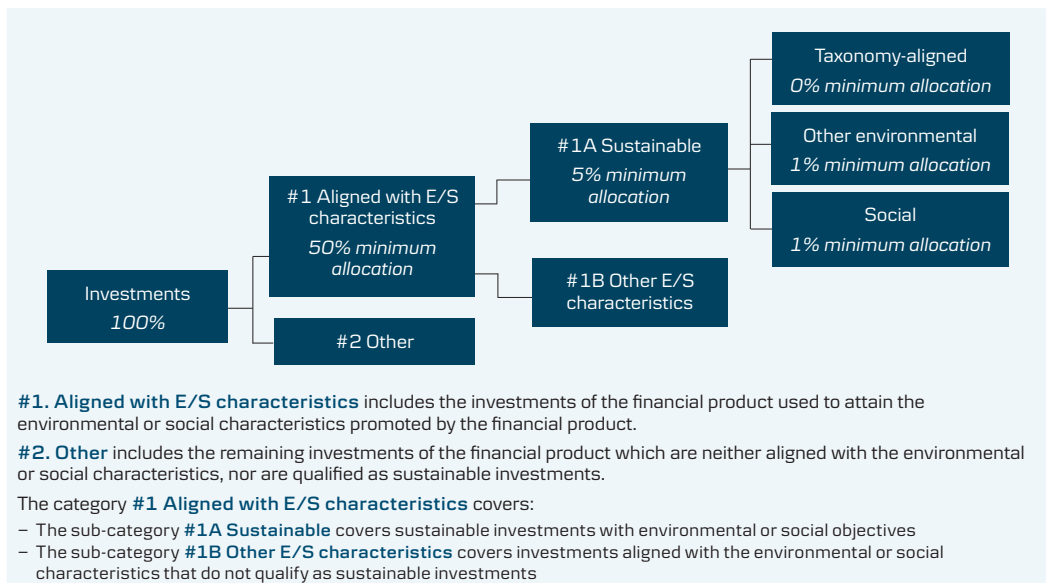 Taxonomy-aligned
0% minimum allocation
#1A Sustainable
5% minimum
allocation
Other environmental
1% minimum allocation
#1 Aligned with E/S
characteristics
50% minimum
allocation
Social
1% minimum allocation
#1B Other E/S
characteristics
Investments
100%
#2 Other
#1. Aligned with E/S characteristics includes the investments of the financial product used to attain the
environmental or social characteristics promoted by the financial product.
#2. Other includes the remaining investments of the financial product which are neither aligned with the environmental
or social characteristics, nor are qualified as sustainable investments.
The category #1 Aligned with E/S characteristics covers:
– The sub-category #1A Sustainable covers sustainable investments with environmental or social objectives
– The sub-category #1B Other E/S characteristics covers investments aligned with the environmental or social
characteristics that do not qualify as sustainable investments